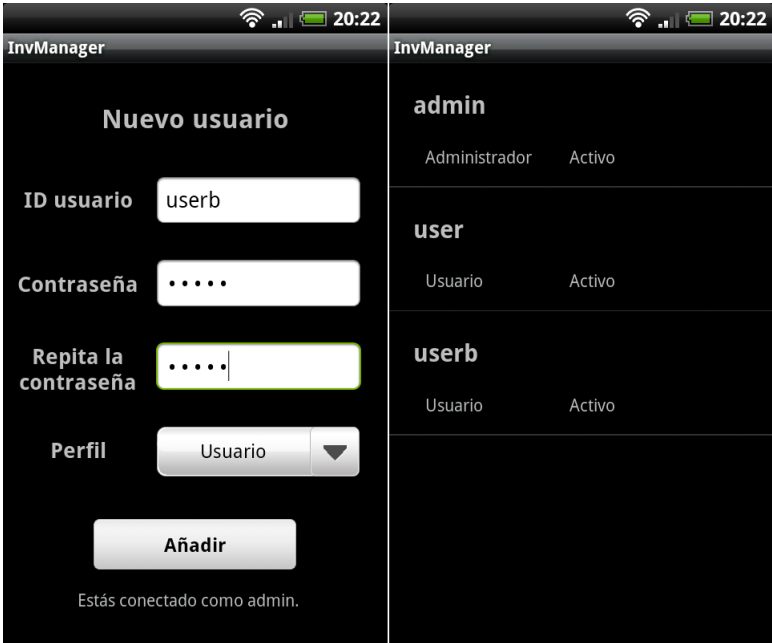 20:22
InvManager
Nuevo usuario
ID usuario
userb
Contraseña
•••••
Repita la
contraseña
•••••
Perfil
Usuario
Añadir
Estás conectado como admin.
20:22
InvManager
admin
Administrador Activo
user
Usuario Activo
userb
Usuario Activo